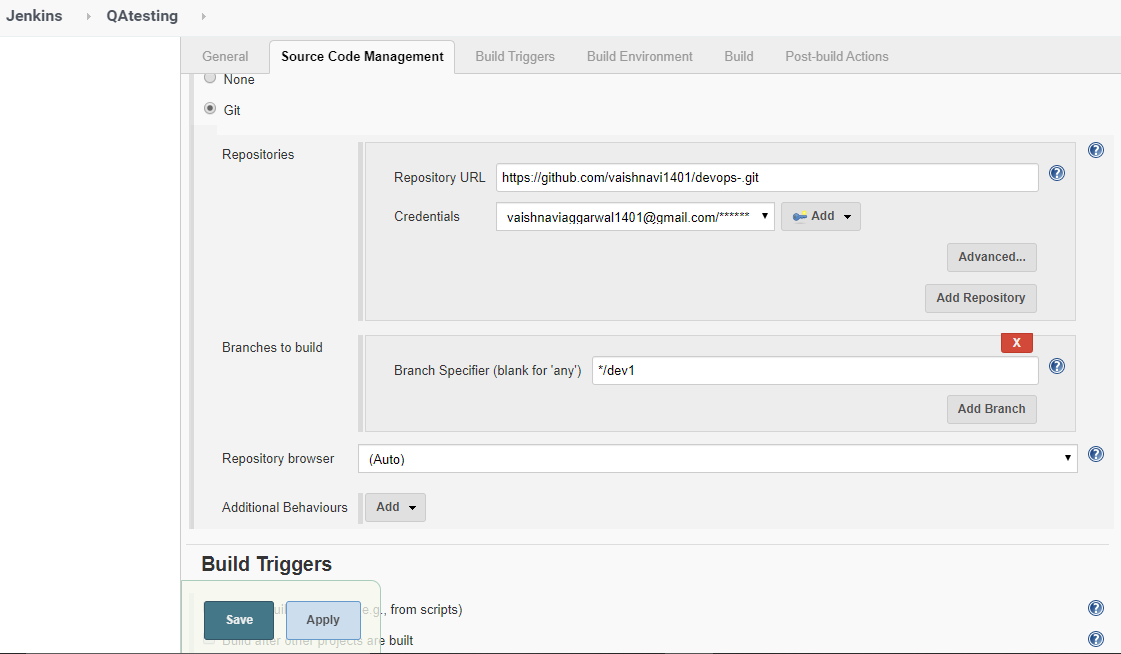 Jenkins QAtesting
General Source Code Management Build Triggers Build Environment Build Post-build Actions
None
Git
Repositories
Repository URL https://github.com/vaishnavi1401/devops-.git
Credentials vaishnaviaggarwal1401@gmail.com/****** Add
Advanced...
Add Repository
Branches to build
X
Branch Specifier (blank for 'any') */dev1
Add Branch
Repository browser (Auto)
Additional Behaviours Add
Build Triggers
e.g., from scripts)
Save Apply
Build after other projects are built